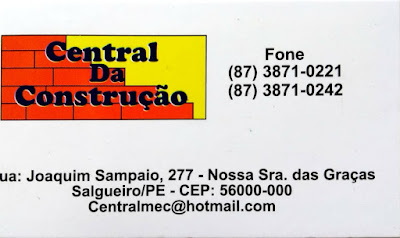 Central
Da
Construção
Fone
(87) 3871-0221
(87) 3871-0242
ua: Joaquim Sampaio, 277 - Nossa Sra. das Graças
Salgueiro/PE - CEP: 56000-000
Centralmec@hotmail.com